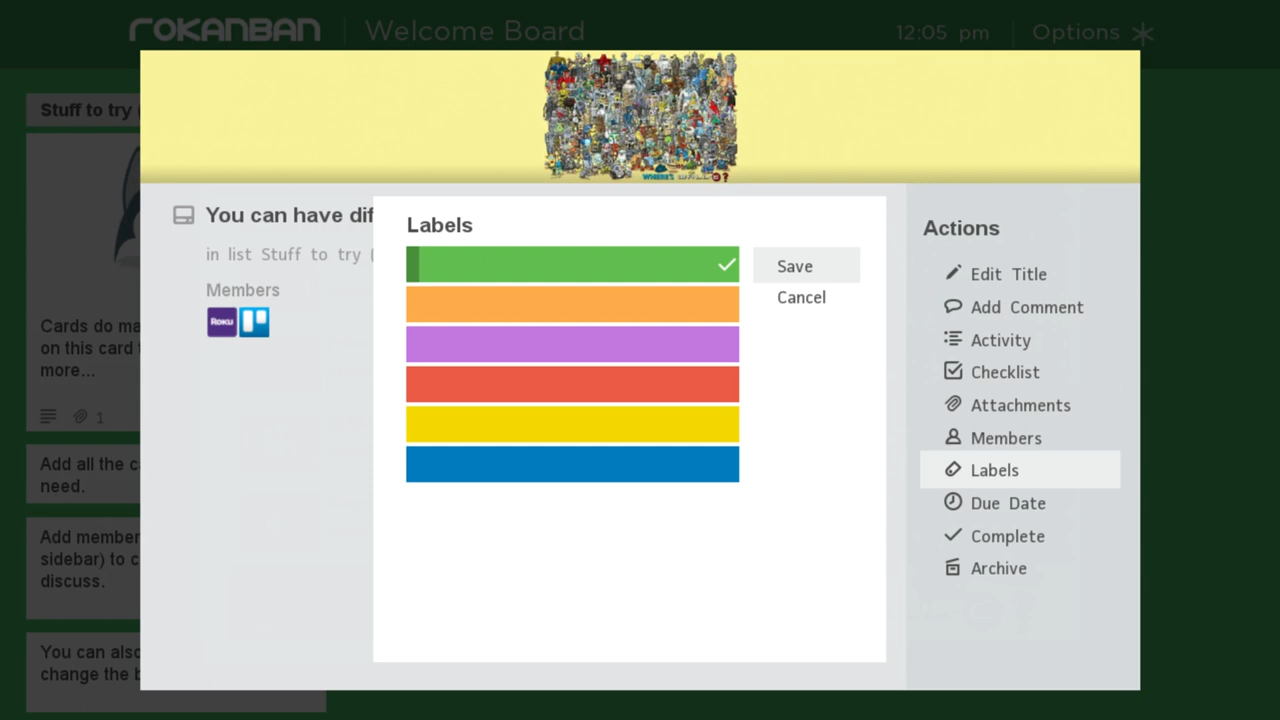 ROKANBAN
Welcome Board
12:05 pm
Options
Stuff to try (
WHERE'S
You can have dif
in list Stuff to try (
Members
Roku
Labels
Save
Cancel
Actions
Edit Title
Add Comment
Activity
Checklist
Attachments
Members
Labels
Due Date
Complete
Archive
Cards do ma
on this card
more...
1
Add all the ca
need.
Add member
sidebar) to c
discuss.
You can also
change the b